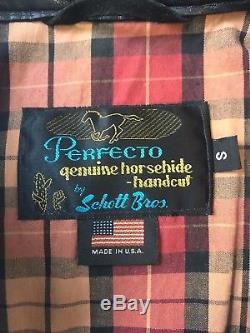 PERFECTO
genuine horsehide
-handcut
by
Schott Bros.
S
MADE IN U.S.A.